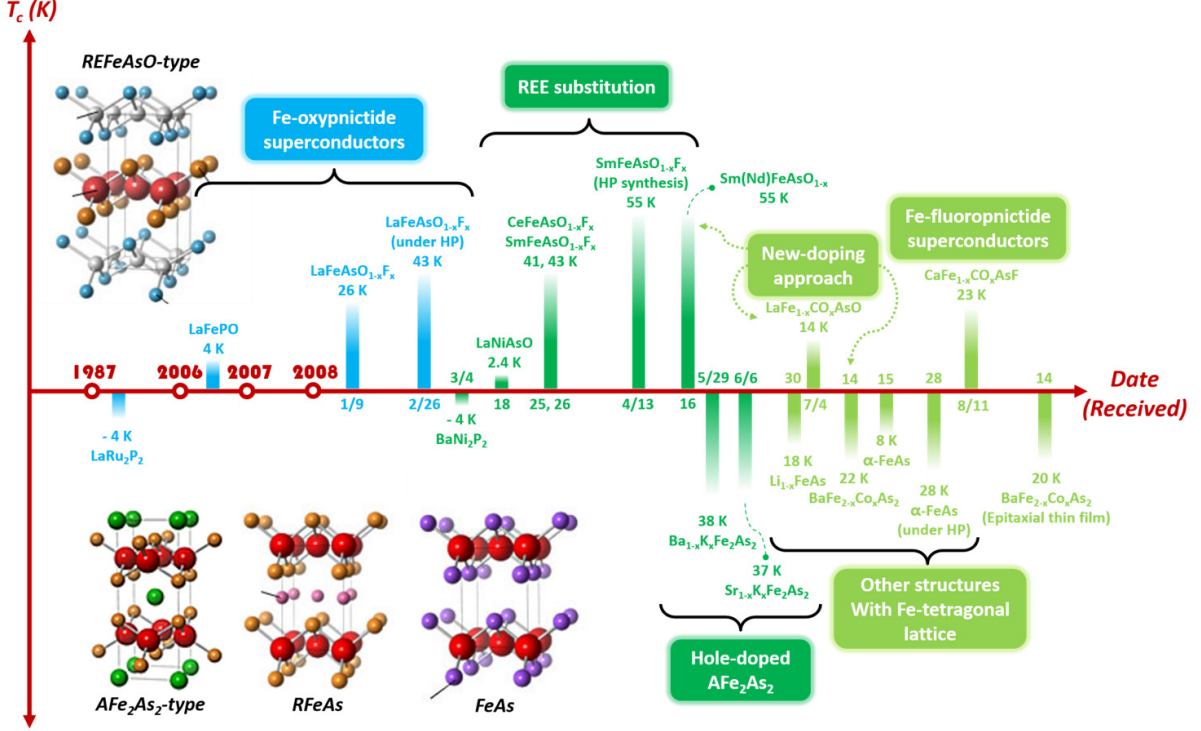 T_c (K)
REFeAsO-type
Fe-oxypnictide
superconductors
REE substitution
LaFePO
4 K
LaFeAsO₁₋ₓFₓ
26 K
LaFeAsO₁₋ₓFₓ
(under HP)
43 K
LaNiAsO
2.4 K
CeFeAsO₁₋ₓFₓ
SmFeAsO₁₋ₓFₓ
41, 43 K
SmFeAsO₁₋ₓFₓ
(HP synthesis)
55 K
Sm(Nd)FeAsO₁₋ₓ
55 K
New-doping
approach
LaFe₁₋ₓCOₓAsO
14 K
Fe-fluoropnictide
superconductors
CaFe₁₋ₓCOₓAsF
23 K
1987
2006
2007
2008
3/4
5/29
6/6
30
14
15
28
14
1/9
2/26
18
25, 26
4/13
16
7/4
8/11
Date
(Received)
- 4 K
LaRu₂P₂
- 4 K
BaNi₂P₂
38 K
Ba₁₋ₓKₓFe₂As₂
37 K
Sr₁₋ₓKₓFe₂As₂
18 K
Li₁₋ₓFeAs
22 K
BaFe₂₋ₓCoₓAs₂
8 K
α-FeAs
28 K
α-FeAs
(under HP)
20 K
BaFe₂₋ₓCoₓAs₂
(Epitaxial thin film)
Hole-doped
AFe₂As₂
Other structures
With Fe-tetragonal
lattice
AFe₂As₂-type
RFeAs
FeAs